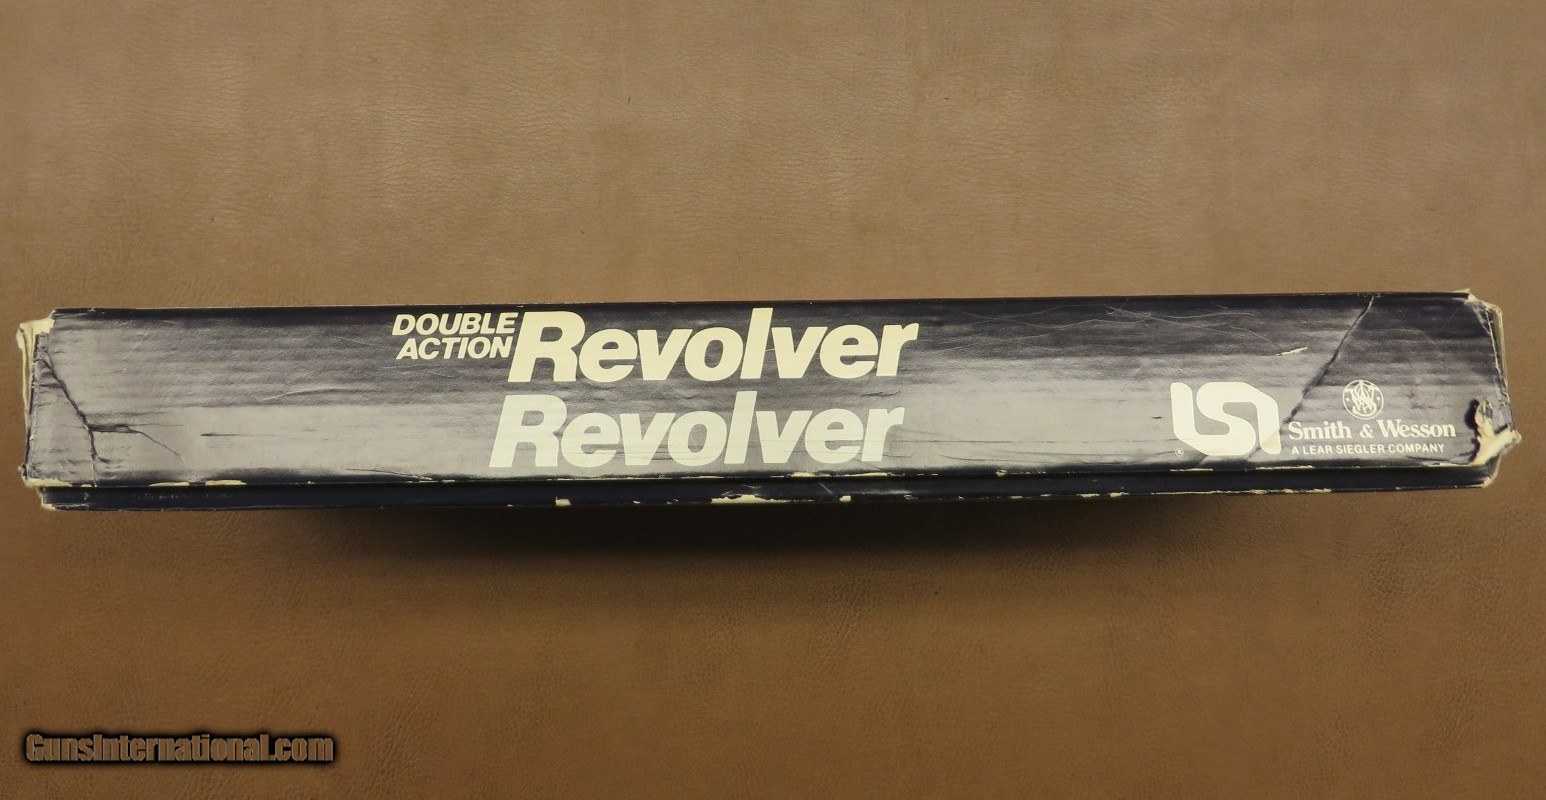 DOUBLE
ACTION Revolver
Revolver
Smith & Wesson
A LEAR SIEGLER COMPANY
GunsInternational.com